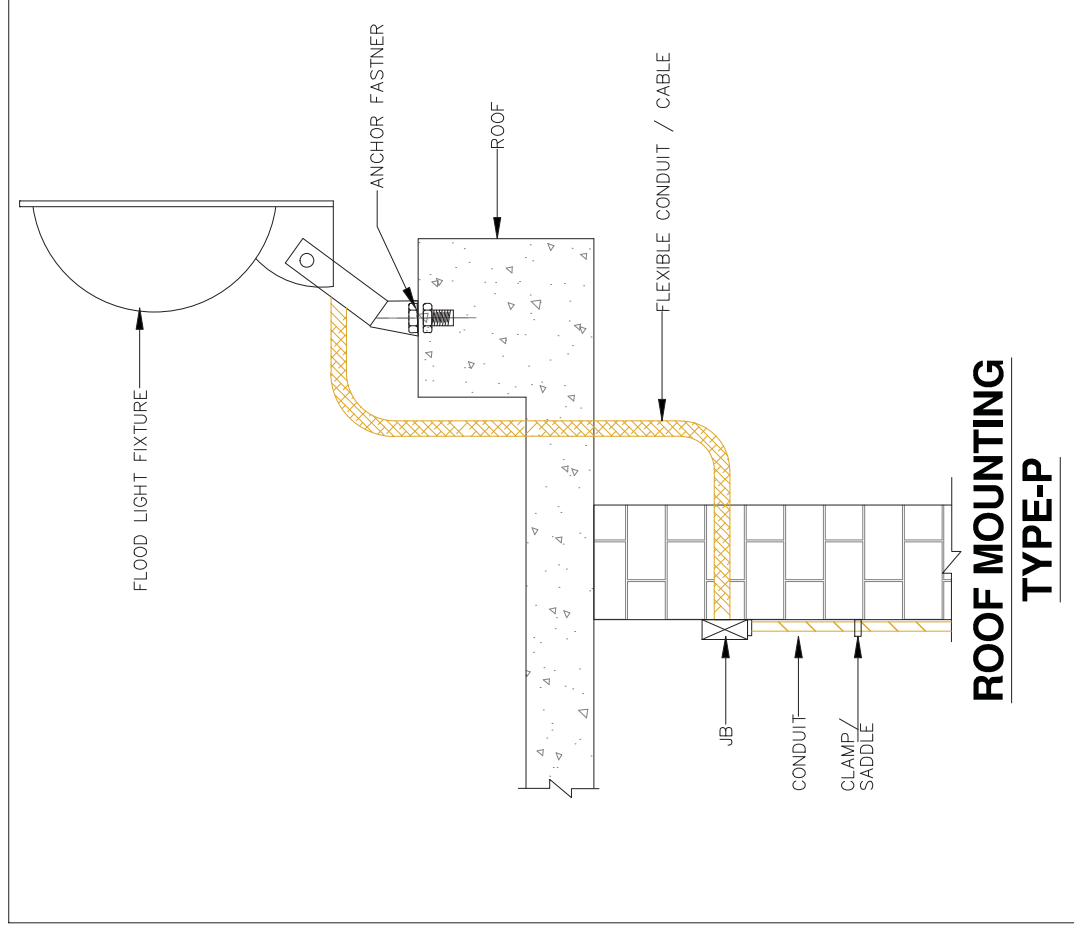 FLOOD LIGHT FIXTURE
ANCHOR FASTNER
ROOF
FLEXIBLE CONDUIT / CABLE
JB
CONDUIT
CLAMP/
SADDLE
ROOF MOUNTING
TYPE-P